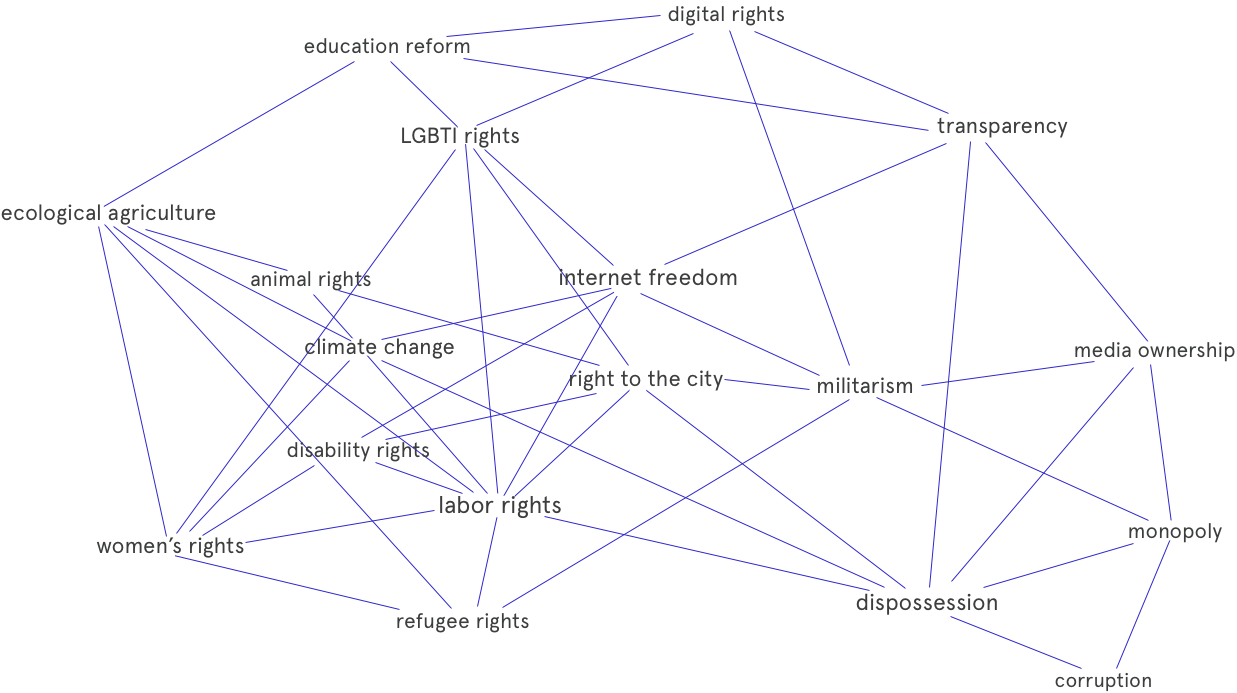 digital rights
education reform
transparency
LGBTI rights
ecological agriculture
animal rights
internet freedom
climate change
media ownership
right to the city
militarism
disability rights
labor rights
monopoly
women’s rights
dispossession
refugee rights
corruption